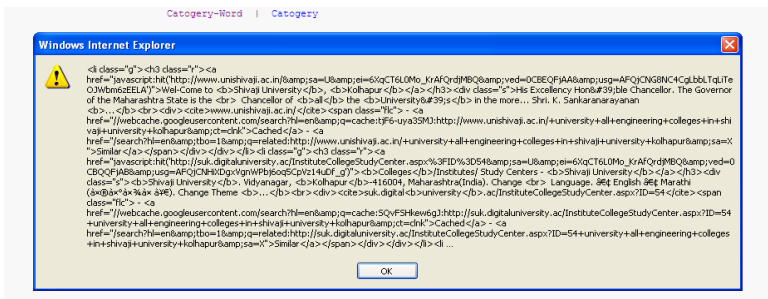 Catogery-Word | Catogery
Windows Internet Explorer
<li class="g"><h3 class="r"><a
href="javascript:hit('http://www.unishivaji.ac.in/&amp;sa=U&amp;ei=6XqCT6L0Mo_KrAfQrdjMBQ&amp;ved=0CBEQFjAA&amp;usg=AFQjCNG8NC4CgLbbLTqLiTe
OJWbm6zEELA')">Wel-Come to <b>Shivaji University</b>, <b>Kolhapur</b></a></h3><div class="s">His Excellency Hon&#39;ble Chancellor. The Governor
of the Maharashtra State is the <br> Chancellor of <b>all</b> the <b>University&#39;s</b> in the more... Shri. K. Sankaranarayanan
<b>...</b><br><div><cite>www.unishivaji.ac.in/</cite><span class="flc"> - <a
href="//webcache.googleusercontent.com/search?hl=en&amp;q=cache:tjF6-uya3SMJ:http://www.unishivaji.ac.in/+university+all+engineering+colleges+in+shi
vaji+university+kolhapur&amp;ct=clnk">Cached</a> - <a
href="/search?hl=en&amp;tbo=1&amp;q=related:http://www.unishivaji.ac.in/+university+all+engineering+colleges+in+shivaji+university+kolhapur&amp;sa=X
">Similar</a></span></div></div></li><li class="g"><h3 class="r"><a
href="javascript:hit('http://suk.digitaluniversity.ac/InstituteCollegeStudyCenter.aspx%3FID%3D54&amp;sa=U&amp;ei=6XqCT6L0Mo_KrAfQrdjMBQ&amp;ved=0
CBQQFjAB&amp;usg=AFQjCNHiXDgxVgnWPbj6oq5CpVz14uDF_g')"><b>Colleges</b>/Institutes/ Study Centers - <b>Shivaji University</b></a></h3><div
class="s"><b>Shivaji University</b>. Vidyanagar, <b>Kolhapur</b>-416004, Maharashtra(India). Change <br> Language. • English • Marathi
Change Theme <b>...</b><br><div><cite>suk.digital<b>university</b>.ac/InstituteCollegeStudyCenter.aspx?ID=54</cite><span
class="flc"> - <a
href="//webcache.googleusercontent.com/search?hl=en&amp;q=cache:SQvFSHkew6gJ:http://suk.digitaluniversity.ac/InstituteCollegeStudyCenter.aspx?ID=54
+university+all+engineering+colleges+in+shivaji+university+kolhapur&amp;ct=clnk">Cached</a> - <a
href="/search?hl=en&amp;tbo=1&amp;q=related:http://suk.digitaluniversity.ac/InstituteCollegeStudyCenter.aspx?ID=54+university+all+engineering+colleges
+in+shivaji+university+kolhapur&amp;sa=X">Similar</a></span></div></div></li><li ...
OK